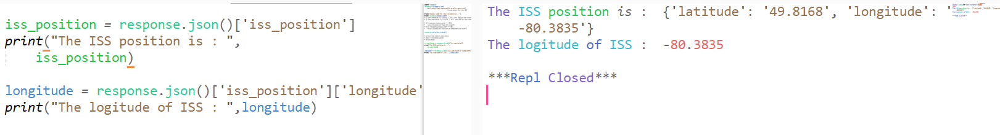 iss_position = response.json()['iss_position']
print("The ISS position is : ",
iss_position)
longitude = response.json()['iss_position']['longitude'
print("The logitude of ISS : ",longitude)
The ISS position is :  {'latitude': '49.8168', 'longitude': '
-80.3835'}
The logitude of ISS :  -80.3835
***Repl Closed***